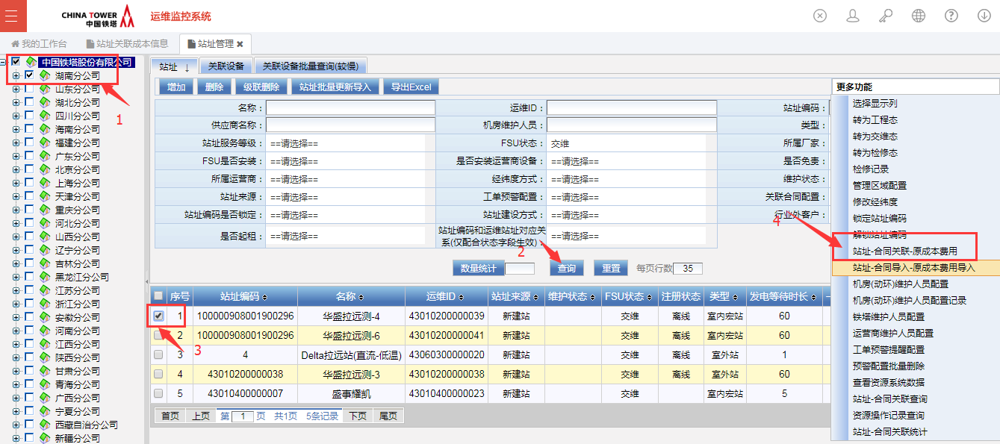 CHINA TOWER
中国铁塔
运维监控系统
我的工作台
站址关联成本信息
站址管理
中国铁塔股份有限公司
湖南分公司
山东分公司
湖北分公司
四川分公司
海南分公司
福建分公司
广东分公司
北京分公司
上海分公司
天津分公司
重庆分公司
河北分公司
山西分公司
辽宁分公司
吉林分公司
黑龙江分公司
江苏分公司
浙江分公司
安徽分公司
河南分公司
江西分公司
陕西分公司
甘肃分公司
青海分公司
广西分公司
宁夏分公司
西藏自治分公司
新疆分公司
1
站址 ↓ 关联设备 关联设备批量查询(较慢)
增加 删除 级联删除 站址批量更新导入 导出Excel
名称： 运维ID： 站址编码：
供应商名称： 机房维护人员： 类型：
站址服务等级： ==请选择== FSU状态： 交维 所属厂家：
FSU是否安装： ==请选择== 是否安装运营商设备： ==请选择== 是否免责：
所属运营商： ==请选择== 经纬度方式： ==请选择== 维护状态：
站址来源： ==请选择== 工单预警配置： ==请选择== 关联合同配置：
站址编码是否锁定： ==请选择== 站址建设方式： ==请选择== 行业外客户：
是否起租： ==请选择== 站址编码和运维站址对应关
系(仅配合状态字段生效)： ==请选择==
2
数量统计 查询 重置 每页行数 35
序号 站址编码 名称 运维ID 站址来源 维护状态 FSU状态 注册状态 类型 发电等待时长
1 100000908001900296 华盛拉远测-4 43010200000039 新建站 交维 离线 室内宏站 60
2 100000908001900296 华盛拉远测-6 43010200000041 新建站 交维 离线 室内宏站 60
3
3 4 Delta拉远站(直流-低温) 43060300000020 新建站 交维 离线 室外站 1
4 43010200000038 华盛拉远测-3 43010200000038 新建站 交维 离线 室外站 60
5 43010400000007 盛事耀凯 43010400000023 新建站 交维 室内宏站 5
首页 上页 第 1 页 共1页 5条记录 下页 尾页
更多功能
选择显示列
转为工程态
转为交维态
转为检修态
检修记录
管理区域配置
修改经纬度
锁定站址编码
4
解锁站址编码
站址-合同关联-原成本费用
站址-合同导入-原成本费用导入
机房(动环)维护人员配置
机房(动环)维护人员配置记录
铁塔维护人员配置
运营商维护人员配置
工单预警提醒配置
预警配置批量删除
查看资源系统数据
站址-合同关联查询
资源操作记录查询
站址-合同关联统计